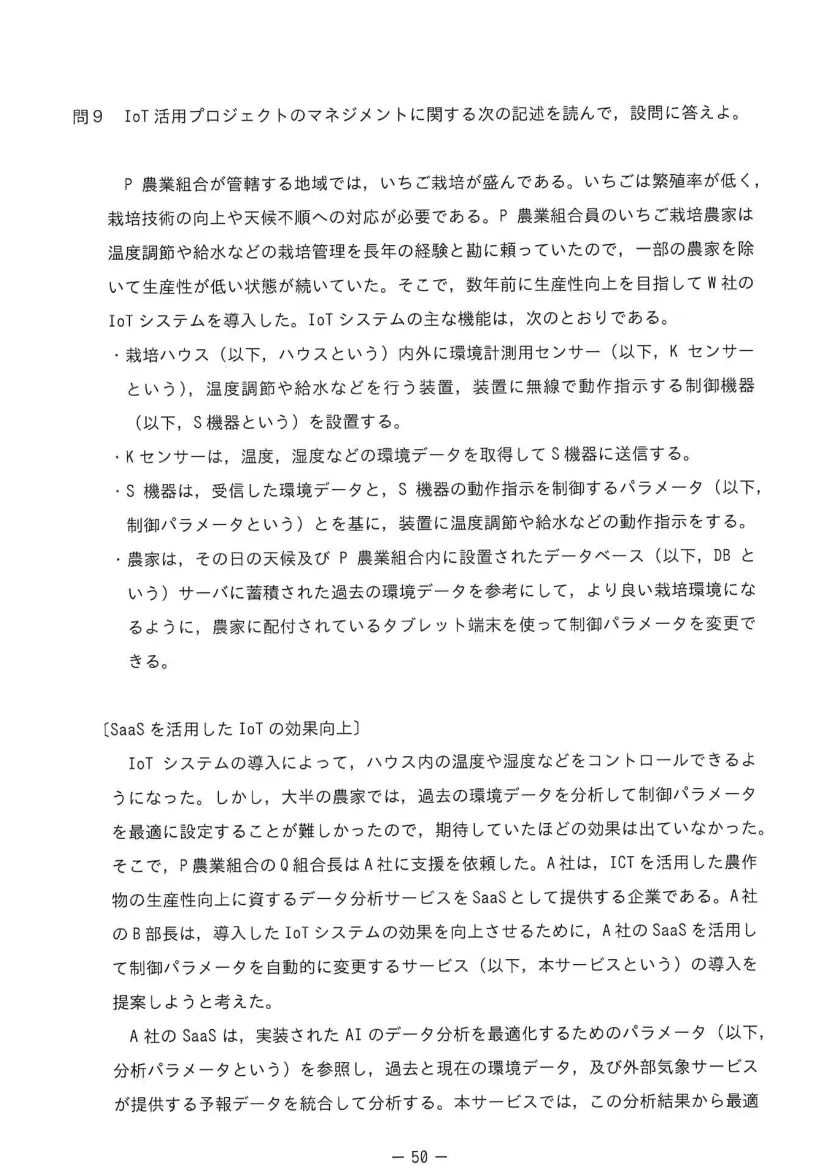 問9 IoT活用プロジェクトのマネジメントに関する次の記述を読んで，設問に答えよ。
P 農業組合が管轄する地域では，いちご栽培が盛んである。いちごは繁殖率が低く，
栽培技術の向上や天候不順への対応が必要である。P 農業組合員のいちご栽培農家は
温度調節や給水などの栽培管理を長年の経験と勘に頼っていたので，一部の農家を除
いて生産性が低い状態が続いていた。そこで，数年前に生産性向上を目指してW社の
IoTシステムを導入した。IoTシステムの主な機能は，次のとおりである。
・栽培ハウス（以下，ハウスという）内外に環境計測用センサー（以下，K センサー
という），温度調節や給水などを行う装置，装置に無線で動作指示する制御機器
（以下，S機器という）を設置する。
・Kセンサーは，温度，湿度などの環境データを取得してS機器に送信する。
・S 機器は，受信した環境データと，S 機器の動作指示を制御するパラメータ（以下，
制御パラメータという）とを基に，装置に温度調節や給水などの動作指示をする。
・農家は，その日の天候及び P 農業組合内に設置されたデータベース（以下，DB と
いう）サーバに蓄積された過去の環境データを参考にして，より良い栽培環境にな
るように，農家に配付されているタブレット端末を使って制御パラメータを変更で
きる。
〔SaaSを活用したIoTの効果向上〕
IoT システムの導入によって，ハウス内の温度や湿度などをコントロールできるよ
うになった。しかし，大半の農家では，過去の環境データを分析して制御パラメータ
を最適に設定することが難しかったので，期待していたほどの効果は出ていなかった。
そこで，P農業組合のQ組合長はA社に支援を依頼した。A社は，ICTを活用した農作
物の生産性向上に資するデータ分析サービスをSaaSとして提供する企業である。A社
のB部長は，導入したIoTシステムの効果を向上させるために，A社のSaaSを活用し
て制御パラメータを自動的に変更するサービス（以下，本サービスという）の導入を
提案しようと考えた。
A社のSaaSは，実装されたAIのデータ分析を最適化するためのパラメータ（以下，
分析パラメータという）を参照し，過去と現在の環境データ，及び外部気象サービス
が提供する予報データを統合して分析する。本サービスでは，この分析結果から最適
― 50 ―